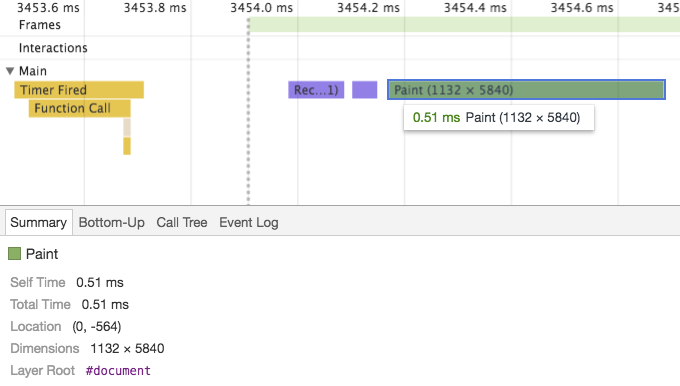 3453.6 ms 3453.8 ms 3454.0 ms 3454.2 ms 3454.4 ms 3454.6 ms 345
Frames
Interactions
Main
Timer Fired Rec...1) Paint (1132 × 5840)
Function Call
0.51 ms Paint (1132 × 5840)
Summary Bottom-Up Call Tree Event Log
Paint
Self Time 0.51 ms
Total Time 0.51 ms
Location (0, -564)
Dimensions 1132 × 5840
Layer Root #document